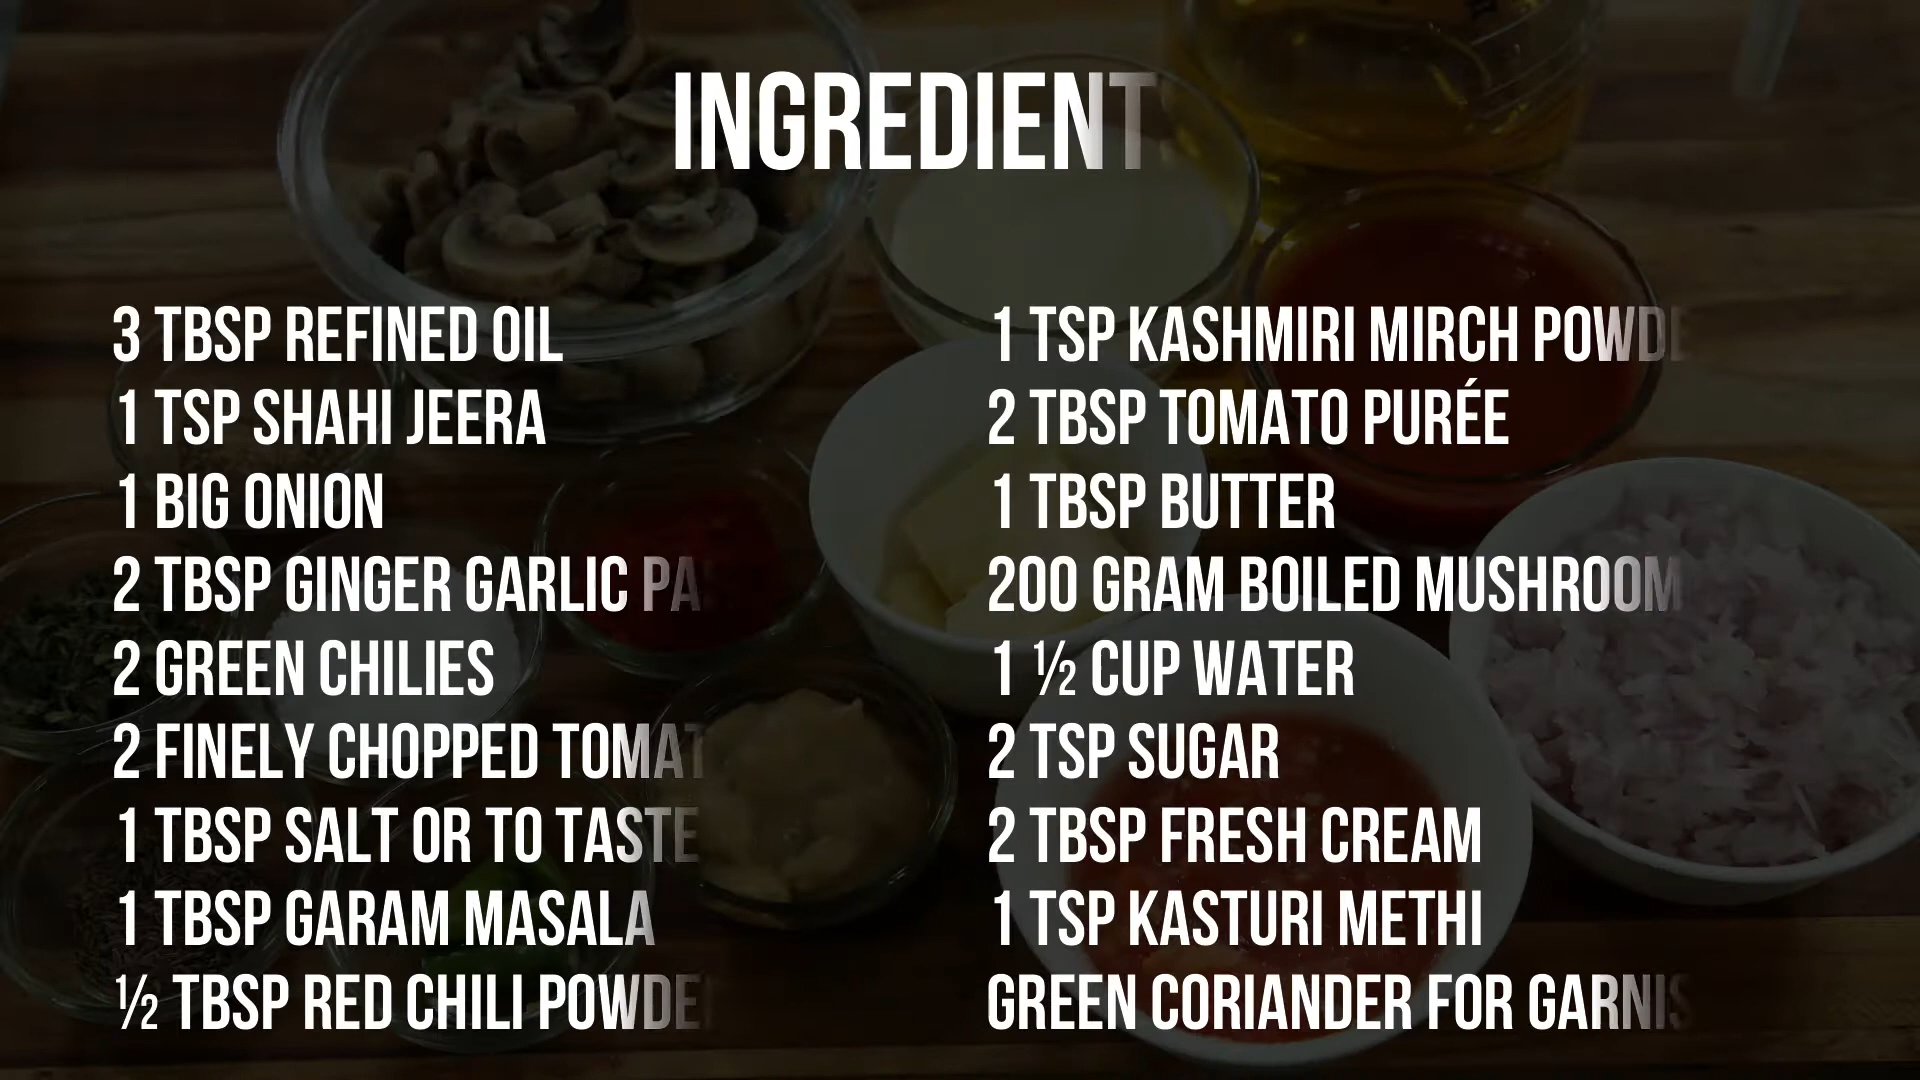 INGREDIENT
3 TBSP REFINED OIL
1 TSP SHAHI JEERA
1 BIG ONION
2 TBSP GINGER GARLIC PA
2 GREEN CHILIES
2 FINELY CHOPPED TOMAT
1 TBSP SALT OR TO TASTE
1 TBSP GARAM MASALA
½ TBSP RED CHILI POWDER
1 TSP KASHMIRI MIRCH POWDE
2 TBSP TOMATO PURÉE
1 TBSP BUTTER
200 GRAM BOILED MUSHROOM
1 ½ CUP WATER
2 TSP SUGAR
2 TBSP FRESH CREAM
1 TSP KASTURI METHI
GREEN CORIANDER FOR GARNIS